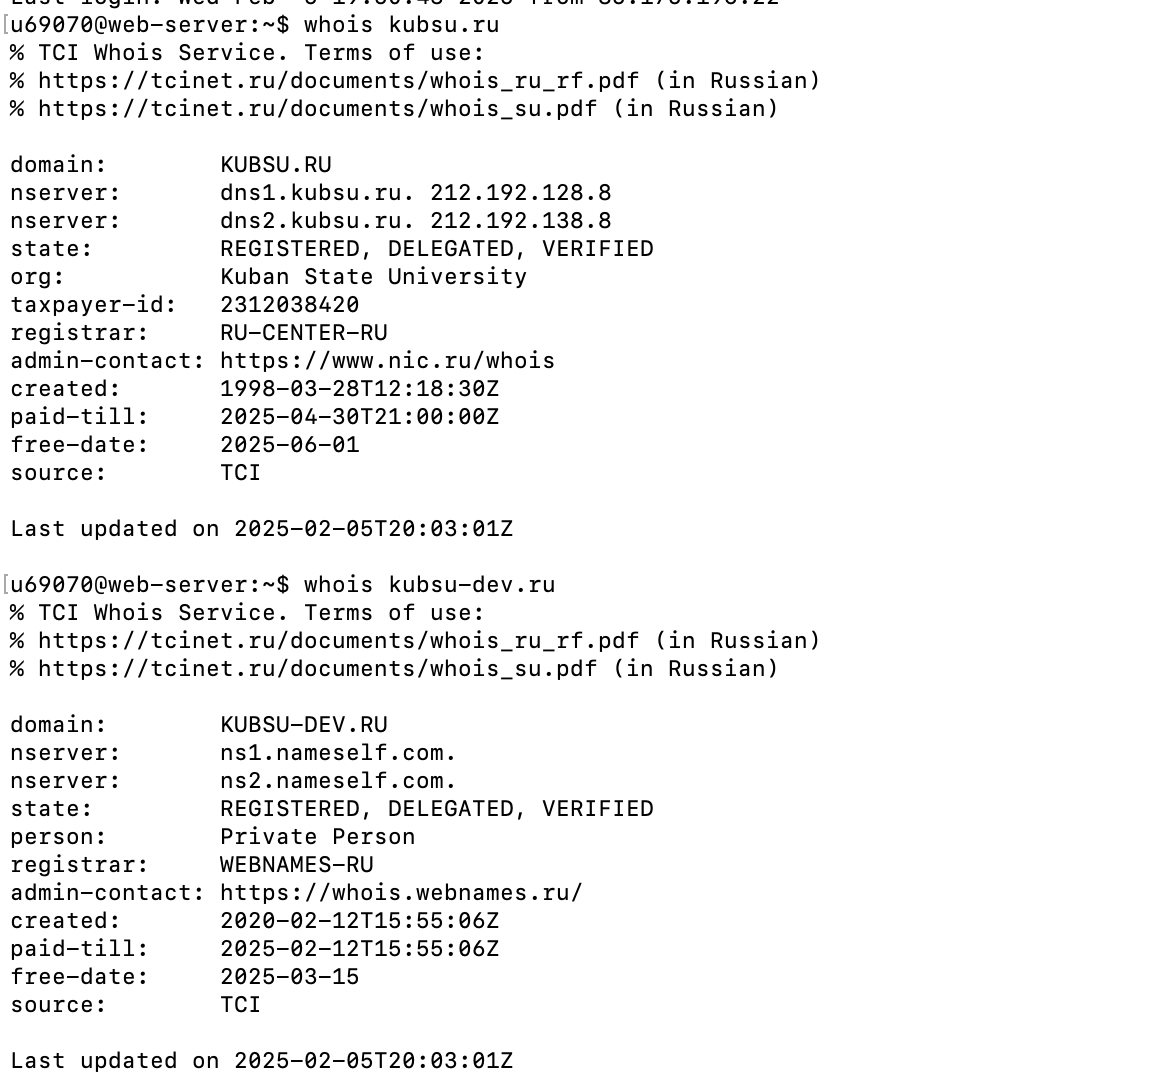 u69070@web-server:~$ whois kubsu.ru
% TCI Whois Service. Terms of use:
% https://tcinet.ru/documents/whois_ru_rf.pdf (in Russian)
% https://tcinet.ru/documents/whois_su.pdf (in Russian)
domain: KUBSU.RU
nserver: dns1.kubsu.ru. 212.192.128.8
nserver: dns2.kubsu.ru. 212.192.138.8
state: REGISTERED, DELEGATED, VERIFIED
org: Kuban State University
taxpayer-id: 2312038420
registrar: RU-CENTER-RU
admin-contact: https://www.nic.ru/whois
created: 1998-03-28T12:18:30Z
paid-till: 2025-04-30T21:00:00Z
free-date: 2025-06-01
source: TCI
Last updated on 2025-02-05T20:03:01Z
u69070@web-server:~$ whois kubsu-dev.ru
% TCI Whois Service. Terms of use:
% https://tcinet.ru/documents/whois_ru_rf.pdf (in Russian)
% https://tcinet.ru/documents/whois_su.pdf (in Russian)
domain: KUBSU-DEV.RU
nserver: ns1.nameself.com.
nserver: ns2.nameself.com.
state: REGISTERED, DELEGATED, VERIFIED
person: Private Person
registrar: WEBNAMES-RU
admin-contact: https://whois.webnames.ru/
created: 2020-02-12T15:55:06Z
paid-till: 2025-02-12T15:55:06Z
free-date: 2025-03-15
source: TCI
Last updated on 2025-02-05T20:03:01Z